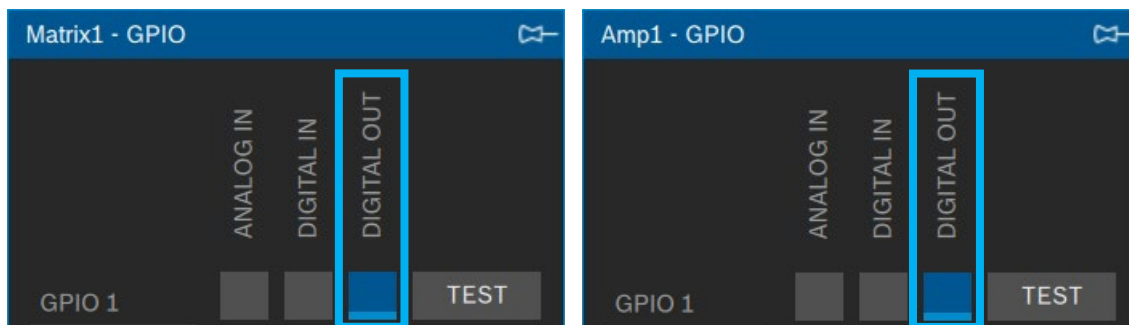 Matrix1 - GPIO
ANALOG IN
DIGITAL IN
DIGITAL OUT
GPIO 1
TEST
Amp1 - GPIO
ANALOG IN
DIGITAL IN
DIGITAL OUT
GPIO 1
TEST